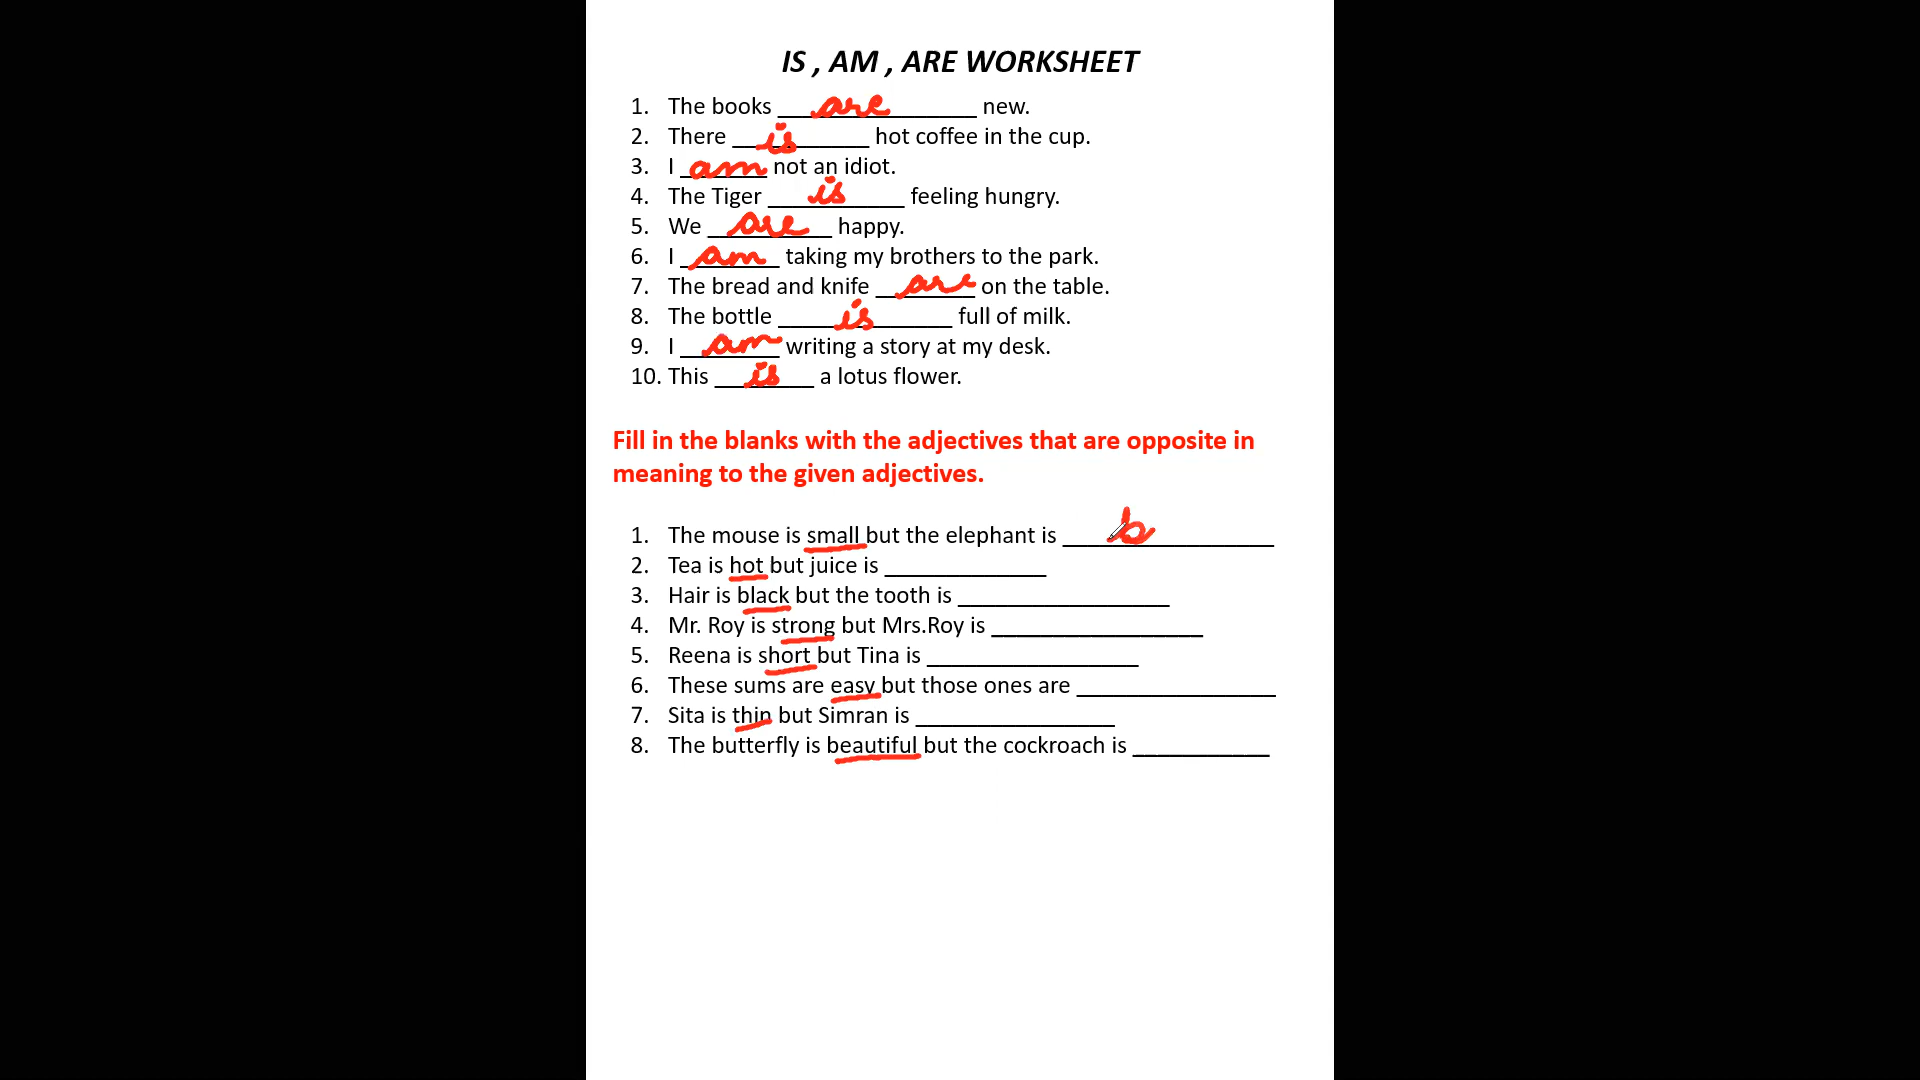 IS , AM , ARE WORKSHEET
1. The books are new.
2. There is hot coffee in the cup.
3. I am not an idiot.
4. The Tiger is feeling hungry.
5. We are happy.
6. I am taking my brothers to the park.
7. The bread and knife are on the table.
8. The bottle is full of milk.
9. I am writing a story at my desk.
10. This is a lotus flower.
Fill in the blanks with the adjectives that are opposite in
meaning to the given adjectives.
1. The mouse is small but the elephant is b
2. Tea is hot but juice is ____________
3. Hair is black but the tooth is ________________
4. Mr. Roy is strong but Mrs.Roy is ________________
5. Reena is short but Tina is ________________
6. These sums are easy but those ones are _______________
7. Sita is thin but Simran is _______________
8. The butterfly is beautiful but the cockroach is __________